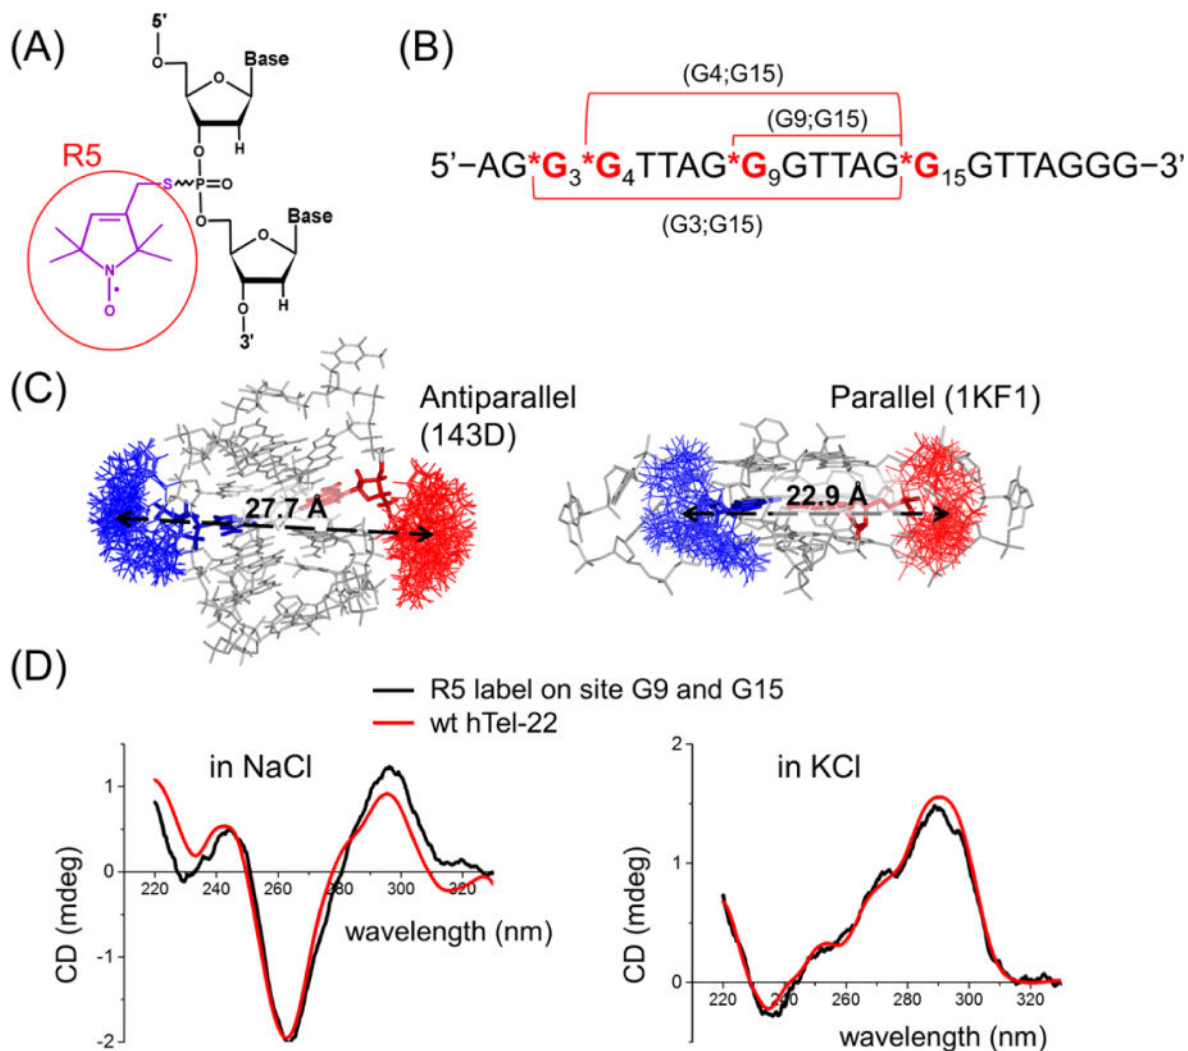 (A)
5'
O
O
Base
H
R5
O
S
P=O
O
Base
O
N
O
H
O
3'
(B)
(G4;G15)
(G9;G15)
5'–AG*G3*G4TTAG*G9GTTAG*G15GTTAGGG–3'
(G3;G15)
(C)
Antiparallel
(143D)
27.7 Å
Parallel (1KF1)
22.9 Å
(D)
R5 label on site G9 and G15
wt hTel-22
in NaCl
1
0
-1
-2
220 240 260 280 300 320
CD (mdeg)
wavelength (nm)
in KCl
2
1
0
220 240 260 280 300 320
CD (mdeg)
wavelength (nm)